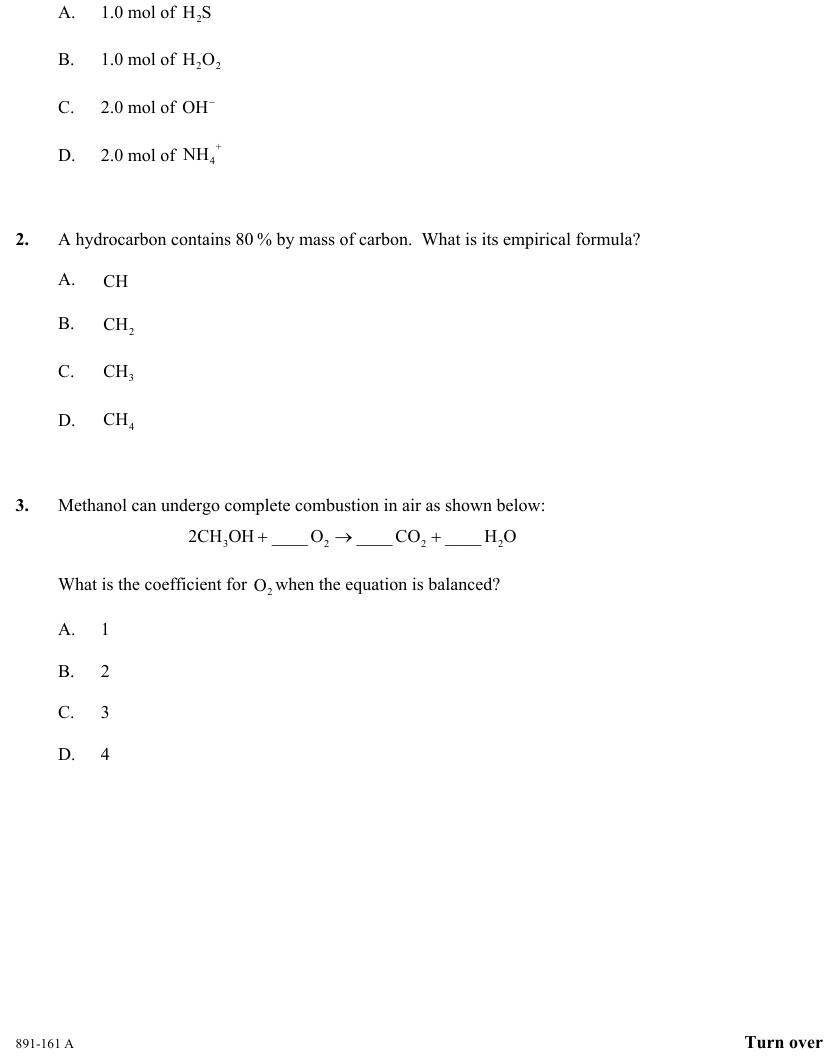 A. 1.0 mol of H₂S
B. 1.0 mol of H₂O₂
C. 2.0 mol of OH⁻
D. 2.0 mol of NH₄⁺
2. A hydrocarbon contains 80 % by mass of carbon. What is its empirical formula?
A. CH
B. CH₂
C. CH₃
D. CH₄
3. Methanol can undergo complete combustion in air as shown below:
2CH₃OH + ____ O₂ → ____ CO₂ + ____ H₂O
What is the coefficient for O₂ when the equation is balanced?
A. 1
B. 2
C. 3
D. 4
891-161 A Turn over